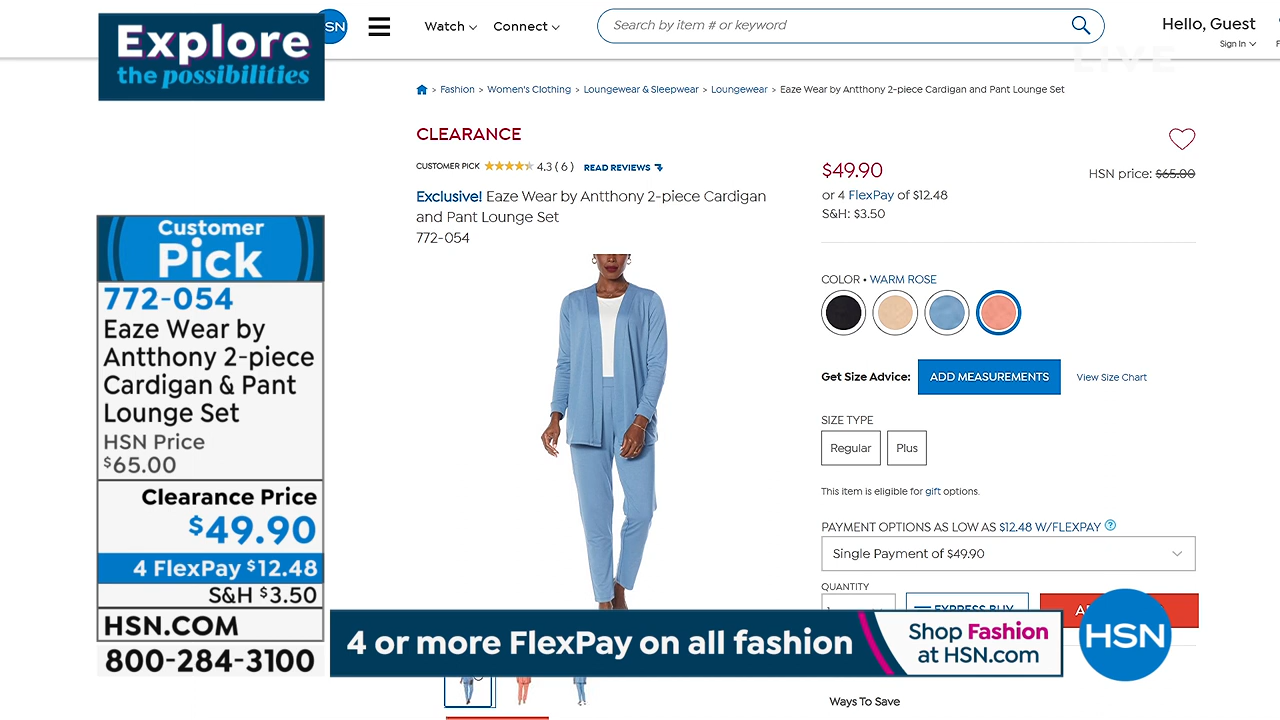 Explore
the possibilities
HSN
Watch
Connect
Search by item # or keyword
Hello, Guest
Sign In
LIVE
Fashion > Women's Clothing > Loungewear & Sleepwear > Loungewear > Eaze Wear by Antthony 2-piece Cardigan and Pant Lounge Set
CLEARANCE
CUSTOMER PICK 4.3 ( 6 ) READ REVIEWS
Exclusive! Eaze Wear by Antthony 2-piece Cardigan
and Pant Lounge Set
772-054
$49.90
HSN price: $65.00
or 4 FlexPay of $12.48
S&H: $3.50
COLOR • WARM ROSE
Get Size Advice: ADD MEASUREMENTS View Size Chart
SIZE TYPE
Regular Plus
This item is eligible for gift options.
PAYMENT OPTIONS AS LOW AS $12.48 W/FLEXPAY ?
Single Payment of $49.90
QUANTITY
EXPRESS BUY
Ways To Save
Customer
Pick
772-054
Eaze Wear by
Antthony 2-piece
Cardigan & Pant
Lounge Set
HSN Price
$65.00
Clearance Price
$49.90
4 FlexPay $12.48
S&H $3.50
HSN.COM
800-284-3100
4 or more FlexPay on all fashion
Shop Fashion
at HSN.com
HSN